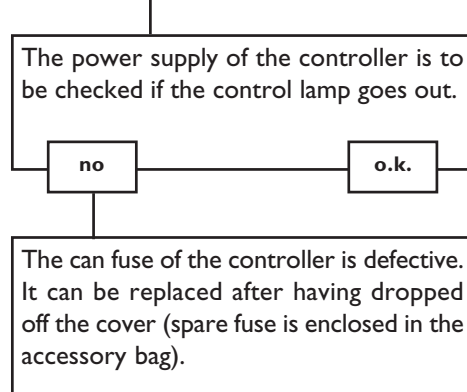 The power supply of the controller is to
be checked if the control lamp goes out.
no
o.k.
The can fuse of the controller is defective.
It can be replaced after having dropped
off the cover (spare fuse is enclosed in the
accessory bag).